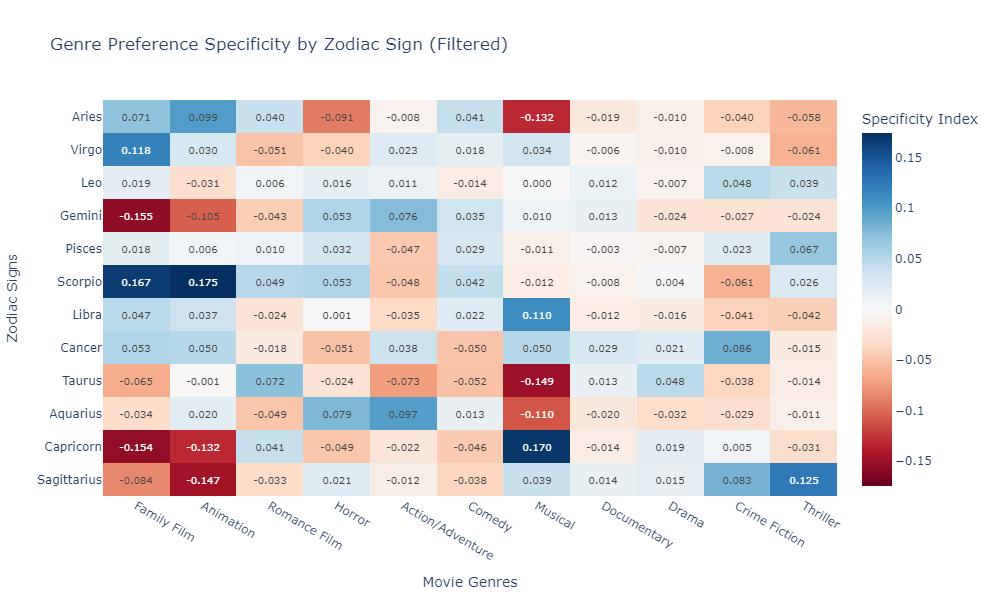 Genre Preference Specificity by Zodiac Sign (Filtered)
Specificity Index
Aries 0.071 0.099 0.040 -0.091 -0.008 0.041 -0.132 -0.019 -0.010 -0.040 -0.058
Virgo 0.118 0.030 -0.051 -0.040 0.023 0.018 0.034 -0.006 -0.010 -0.008 -0.061
Leo 0.019 -0.031 0.006 0.016 0.011 -0.014 0.000 0.012 -0.007 0.048 0.039
Gemini -0.155 -0.105 -0.043 0.053 0.076 0.035 0.010 0.013 -0.024 -0.027 -0.024
Pisces 0.018 0.006 0.010 0.032 -0.047 0.029 -0.011 -0.003 -0.007 0.023 0.067
Scorpio 0.167 0.175 0.049 0.053 -0.048 0.042 -0.012 -0.008 0.004 -0.061 0.026
Libra 0.047 0.037 -0.024 0.001 -0.035 0.022 0.110 -0.012 -0.016 -0.041 -0.042
Cancer 0.053 0.050 -0.018 -0.051 0.038 -0.050 0.050 0.029 0.021 0.086 -0.015
Taurus -0.065 -0.001 0.072 -0.024 -0.073 -0.052 -0.149 0.013 0.048 -0.038 -0.014
Aquarius -0.034 0.020 -0.049 0.079 0.097 0.013 -0.110 -0.020 -0.032 -0.029 -0.011
Capricorn -0.154 -0.132 0.041 -0.049 -0.022 -0.046 0.170 -0.014 0.019 0.005 -0.031
Sagittarius -0.084 -0.147 -0.033 0.021 -0.012 -0.038 0.039 0.014 0.015 0.083 0.125
Zodiac Signs
Family Film Animation Romance Film Horror Action/Adventure Comedy Musical Documentary Drama Crime Fiction Thriller
Movie Genres
0.15
0.1
0.05
0
−0.05
−0.1
−0.15